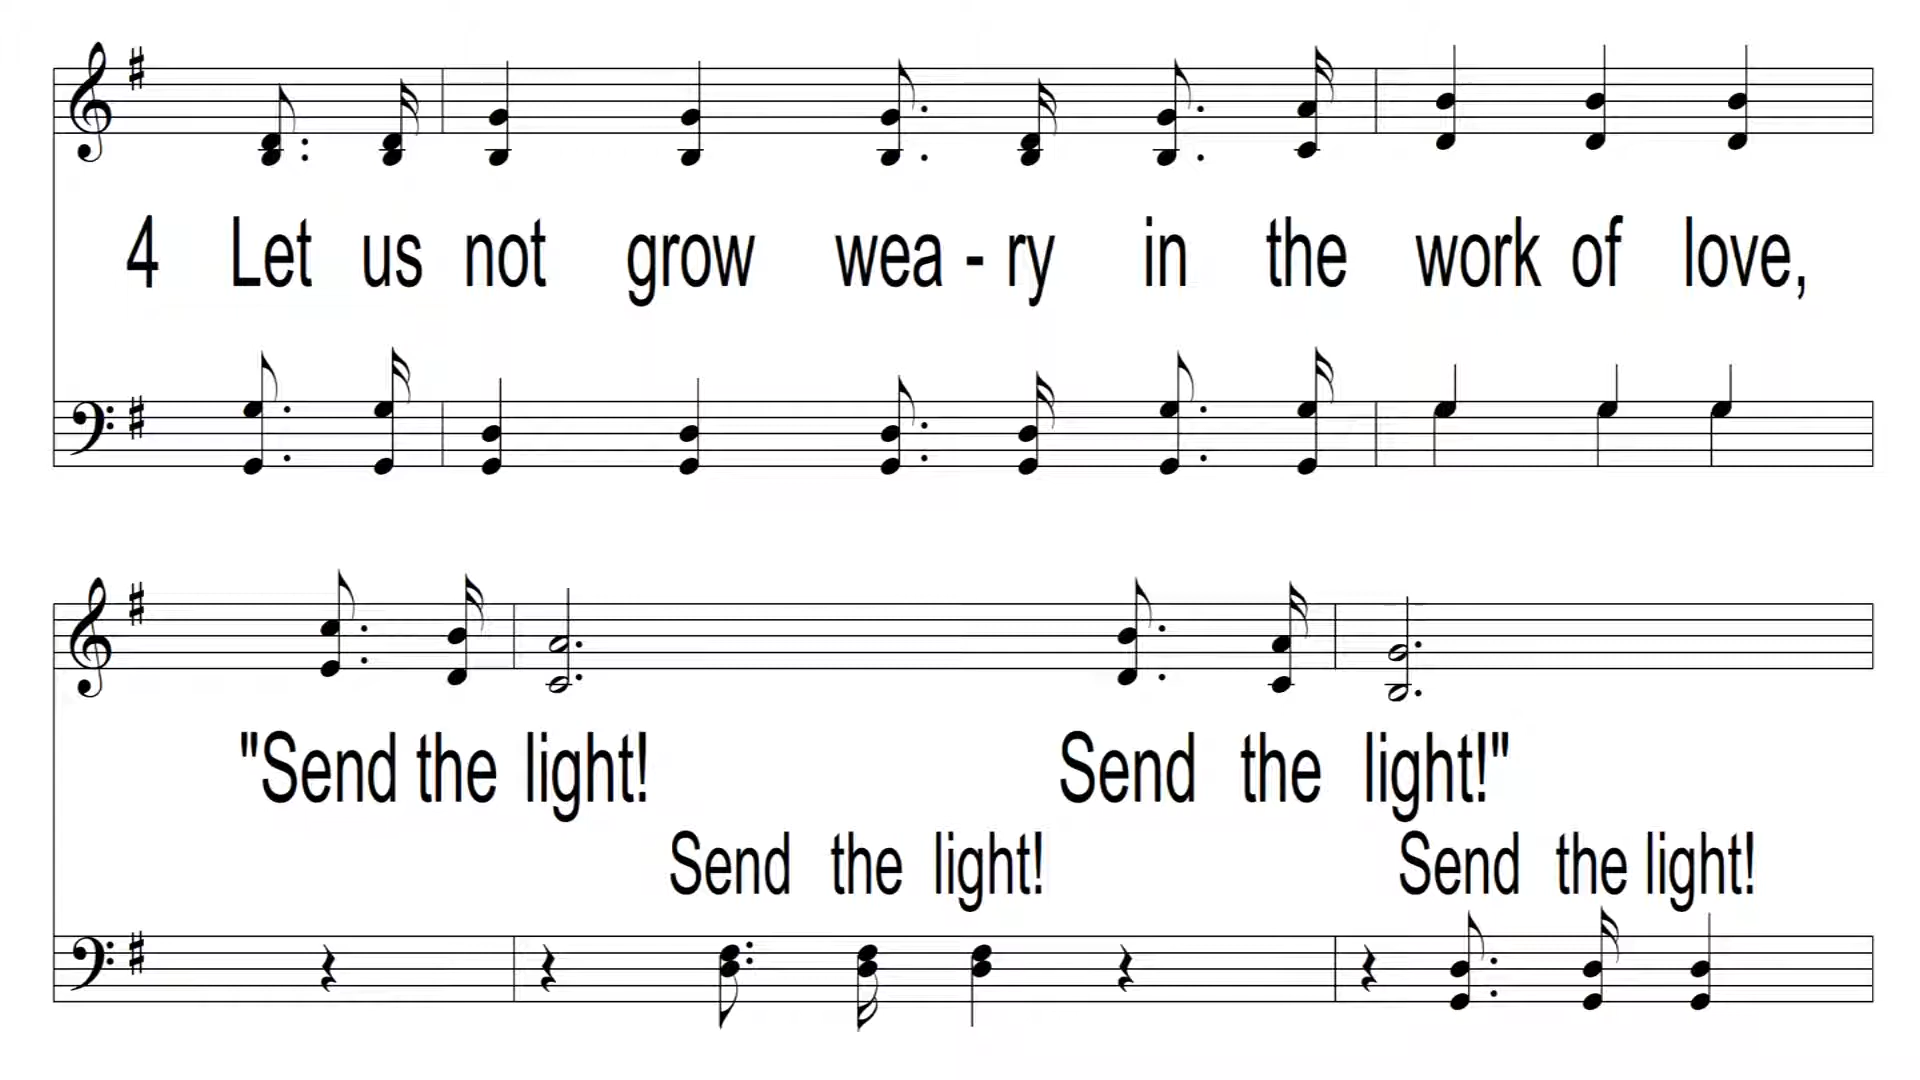 4 Let us not grow wea - ry in the work of love,
"Send the light! Send the light!"
Send the light! Send the light!